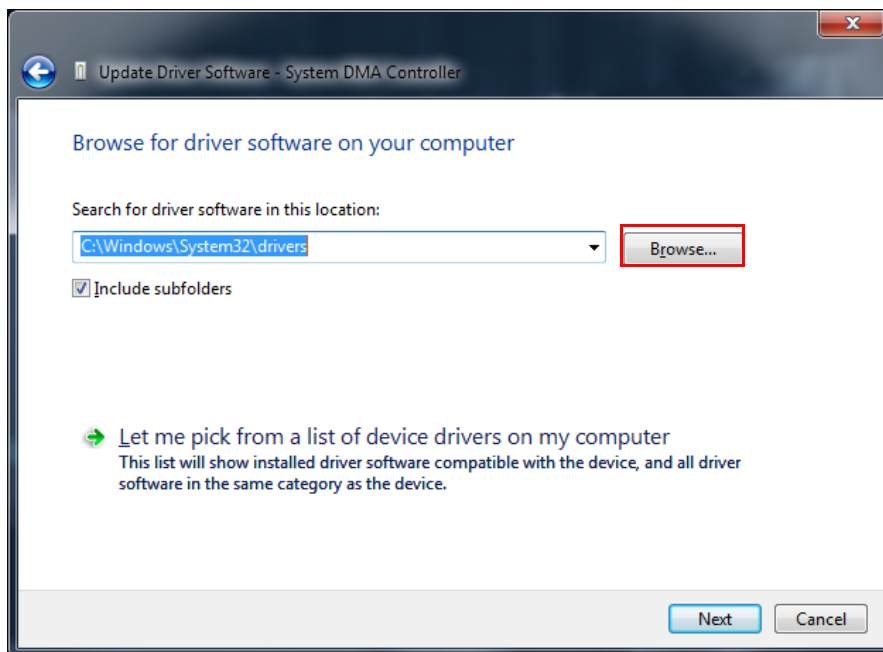 Update Driver Software - System DMA Controller
Browse for driver software on your computer
Search for driver software in this location:
C:\Windows\System32\drivers
Browse...
Include subfolders
Let me pick from a list of device drivers on my computer
This list will show installed driver software compatible with the device, and all driver
software in the same category as the device.
Next
Cancel